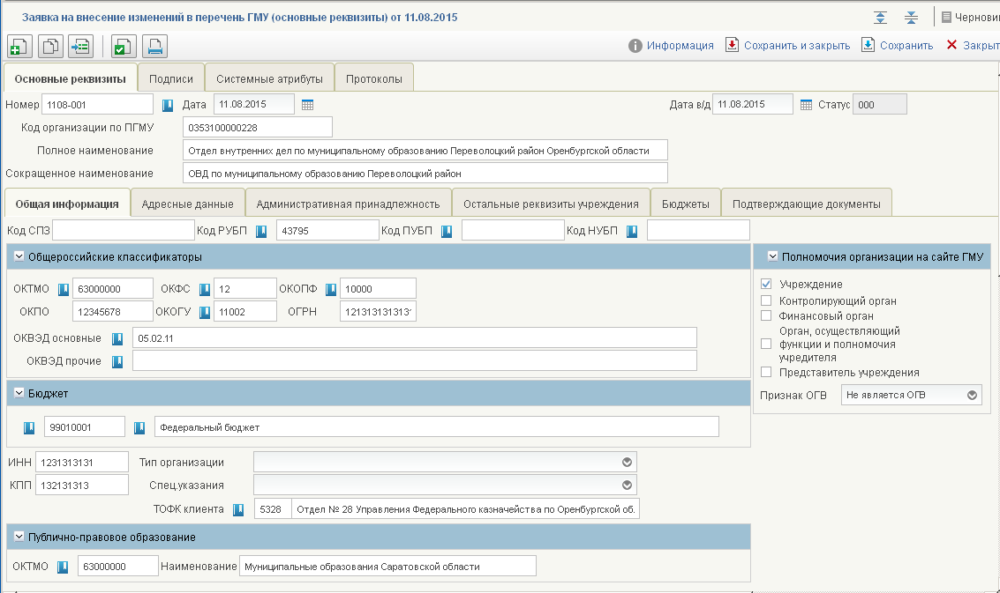 Заявка на внесение изменений в перечень ГМУ (основные реквизиты) от 11.08.2015
Информация Сохранить и закрыть Сохранить
Основные реквизиты Подписи Системные атрибуты Протоколы
Номер 1108-001 Дата 11.08.2015 Дата в/д 11.08.2015 Статус 000
Код организации по ПГМУ 0353100000228
Полное наименование Отдел внутренних дел по муниципальному образованию Переволоцкий район Оренбургской области
Сокращенное наименование ОВД по муниципальному образованию Переволоцкий район
Общая информация Адресные данные Административная принадлежность Остальные реквизиты учреждения Бюджеты Подтверждающие документы
Код СПЗ Код РУБП 43795 Код ПУБП Код НУБП
Общероссийские классификаторы
ОКТМО 63000000 ОКФС 12 ОКОПФ 10000
ОКПО 12345678 ОКОГУ 11002 ОГРН 121313131313
ОКВЭД основные 05.02.11
ОКВЭД прочие
Полномочия организации на сайте ГМУ
Учреждение
Контролирующий орган
Финансовый орган
Орган, осуществляющий
функции и полномочия
учредителя
Представитель учреждения
Признак ОГВ Не является ОГВ
Бюджет
99010001 Федеральный бюджет
ИНН 1231313131 Тип организации
КПП 132131313 Спец.указания
ТОФК клиента 5328 Отдел № 28 Управления Федерального казначейства по Оренбургской об.
Публично-правовое образование
ОКТМО 63000000 Наименование Муниципальные образования Саратовской области